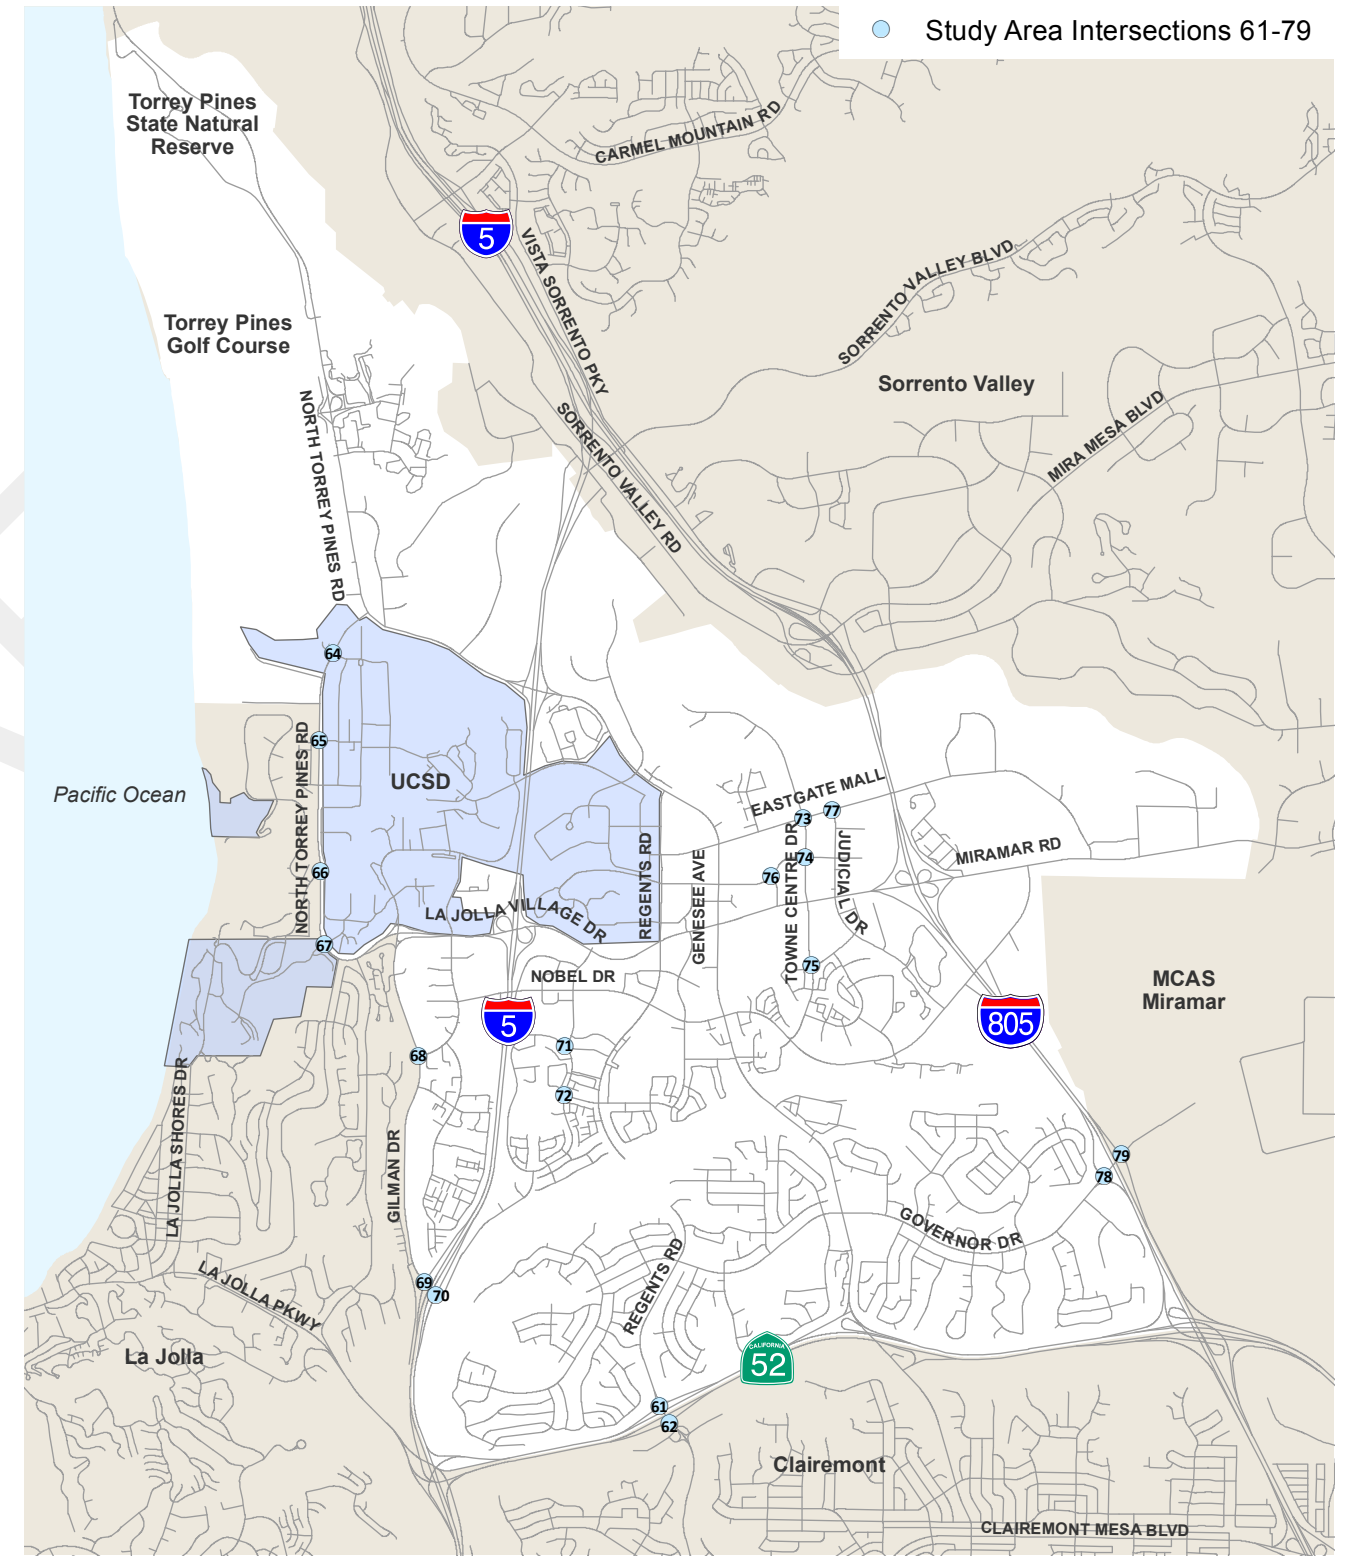 Study Area Intersections 61-79
Torrey Pines
State Natural
Reserve
CARMEL MOUNTAIN RD
5
VISTA SORRENTO PKY
SORRENTO VALLEY BLVD
Torrey Pines
Golf Course
Sorrento Valley
NORTH TORREY PINES RD
SORRENTO VALLEY RD
MIRA MESA BLVD
64
65
NORTH TORREY PINES RD
UCSD
Pacific Ocean
EASTGATE MALL
73
77
74
76
66
67
REGENTS RD
GENESEE AVE
TOWNE CENTRE DR
JUDICIAL DR
MIRAMAR RD
LA JOLLA VILLAGE DR
75
NOBEL DR
MCAS
Miramar
5
805
68
71
72
LA JOLLA SHORES DR
GILMAN DR
79
78
GOVERNOR DR
REGENTS RD
69
70
LA JOLLA PKWY
La Jolla
CALIFORNIA
52
61
62
Clairemont
CLAIREMONT MESA BLVD